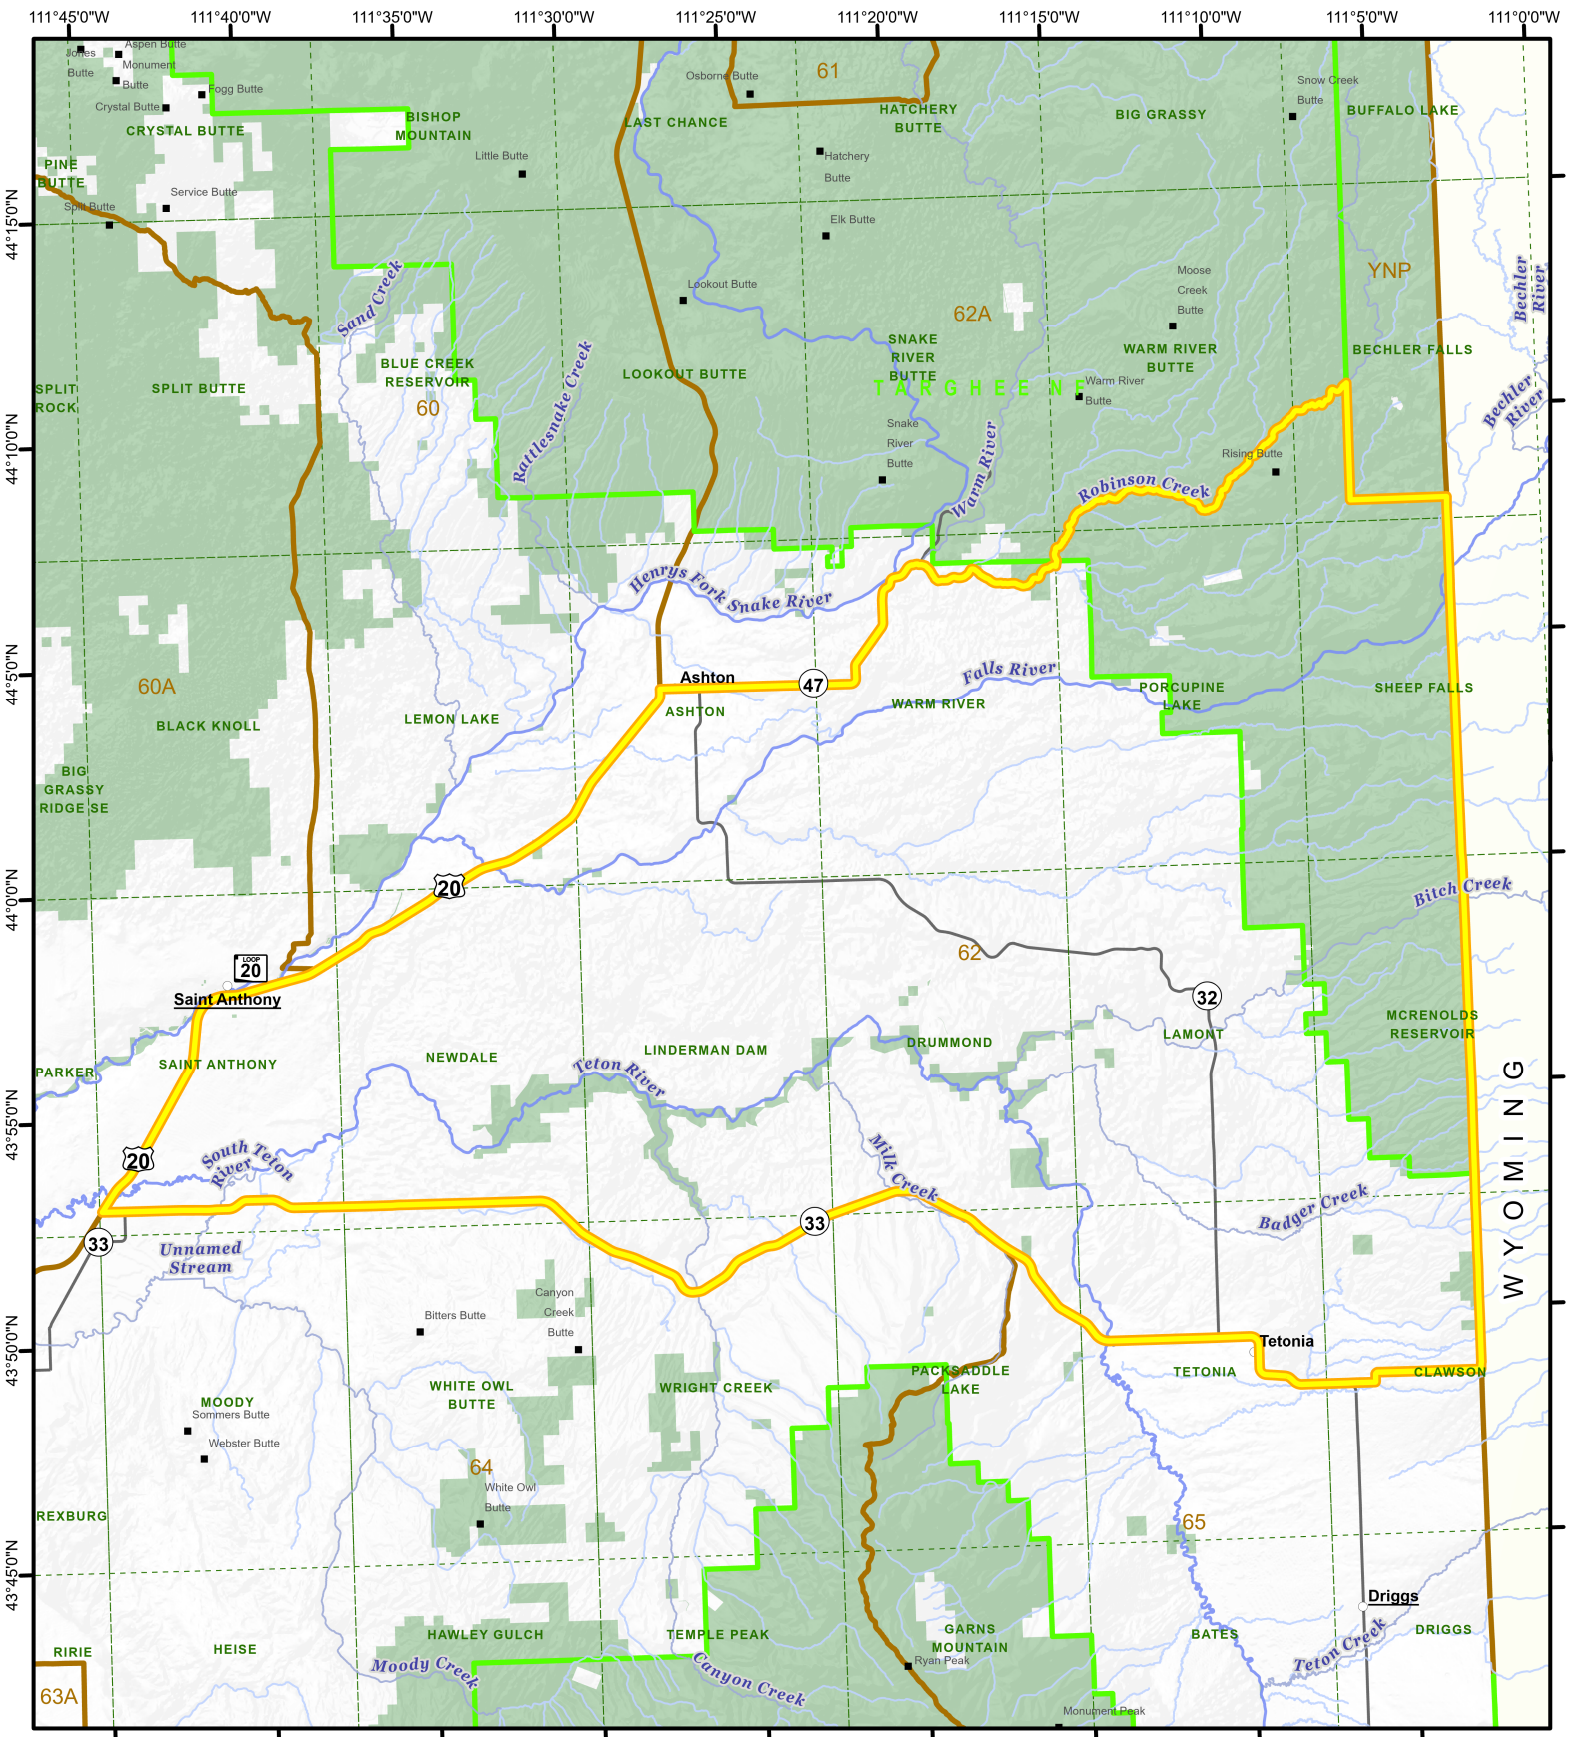 111°45'0"W
111°40'0"W
111°35'0"W
111°30'0"W
111°25'0"W
111°20'0"W
111°15'0"W
111°10'0"W
111°5'0"W
111°0'0"W
44°15'0"N
44°10'0"N
44°5'0"N
44°0'0"N
43°55'0"N
43°50'0"N
43°45'0"N
Jones
Butte
Aspen Butte
Monument
Butte
Crystal Butte
Fogg Butte
CRYSTAL BUTTE
BISHOP
MOUNTAIN
Little Butte
LAST CHANCE
Osborne Butte
61
HATCHERY
BUTTE
Hatchery
Butte
Elk Butte
BIG GRASSY
Snow Creek
Butte
BUFFALO LAKE
PINE
BUTTE
Service Butte
Split Butte
Sand Creek
Lookout Butte
62A
Moose
Creek
Butte
YNP
Bechler
River
SPLIT
ROCK
SPLIT BUTTE
BLUE CREEK
RESERVOIR
60
Rattlesnake Creek
LOOKOUT BUTTE
SNAKE
RIVER
BUTTE
TARGHEE NF
WARM RIVER
BUTTE
Warm River
Butte
BECHLER FALLS
Bechler
River
Snake
River
Butte
Warm River
Robinson Creek
Rising Butte
Henrys Fork Snake River
60A
BLACK KNOLL
LEMON LAKE
Ashton
ASHTON
47
WARM RIVER
Falls River
PORCUPINE
LAKE
SHEEP FALLS
BIG
GRASSY
RIDGE SE
20
Bitch Creek
LOOP
20
Saint Anthony
62
32
PARKER
SAINT ANTHONY
NEWDALE
LINDERMAN DAM
DRUMMOND
LAMONT
MCRENOLDS
RESERVOIR
Teton River
WYOMING
20
South Teton
River
Milk Creek
Badger Creek
33
33
Unnamed
Stream
Bitters Butte
Canyon
Creek
Butte
Tetonia
TETONIA
CLAWSON
MOODY
Sommers Butte
Webster Butte
WHITE OWL
BUTTE
WRIGHT CREEK
PACKSADDLE
LAKE
64
White Owl
Butte
REXBURG
65
Driggs
RIRIE
HEISE
HAWLEY GULCH
TEMPLE PEAK
GARNS
MOUNTAIN
BATES
DRIGGS
Ryan Peak
Teton Creek
63A
Moody Creek
Canyon Creek
Monument Peak